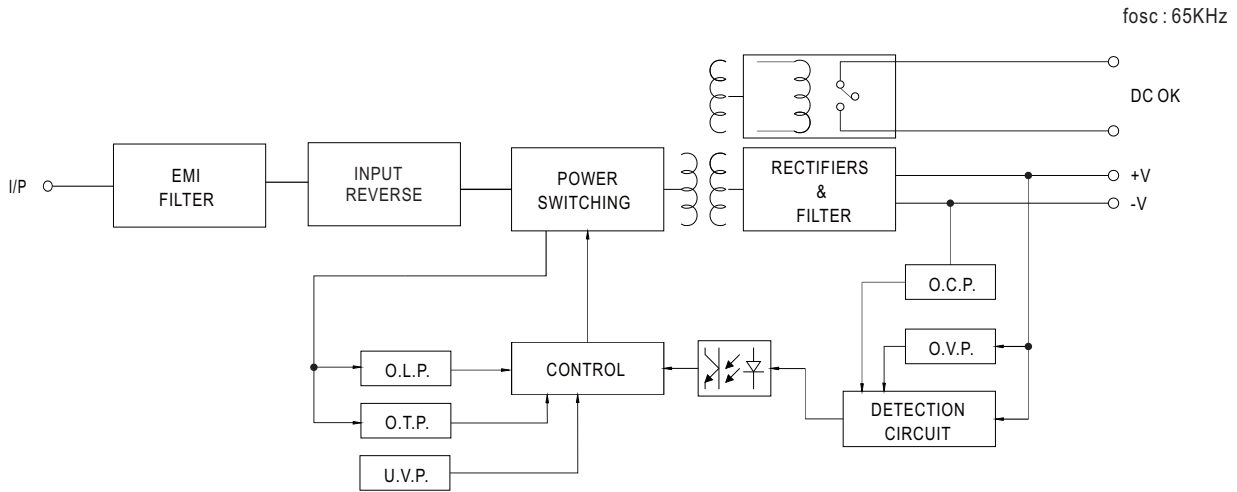 fosc : 65KHz
DC OK
I/P
EMI
FILTER
INPUT
REVERSE
POWER
SWITCHING
RECTIFIERS
&
FILTER
+V
-V
O.C.P.
O.V.P.
O.L.P.
CONTROL
O.T.P.
DETECTION
CIRCUIT
U.V.P.